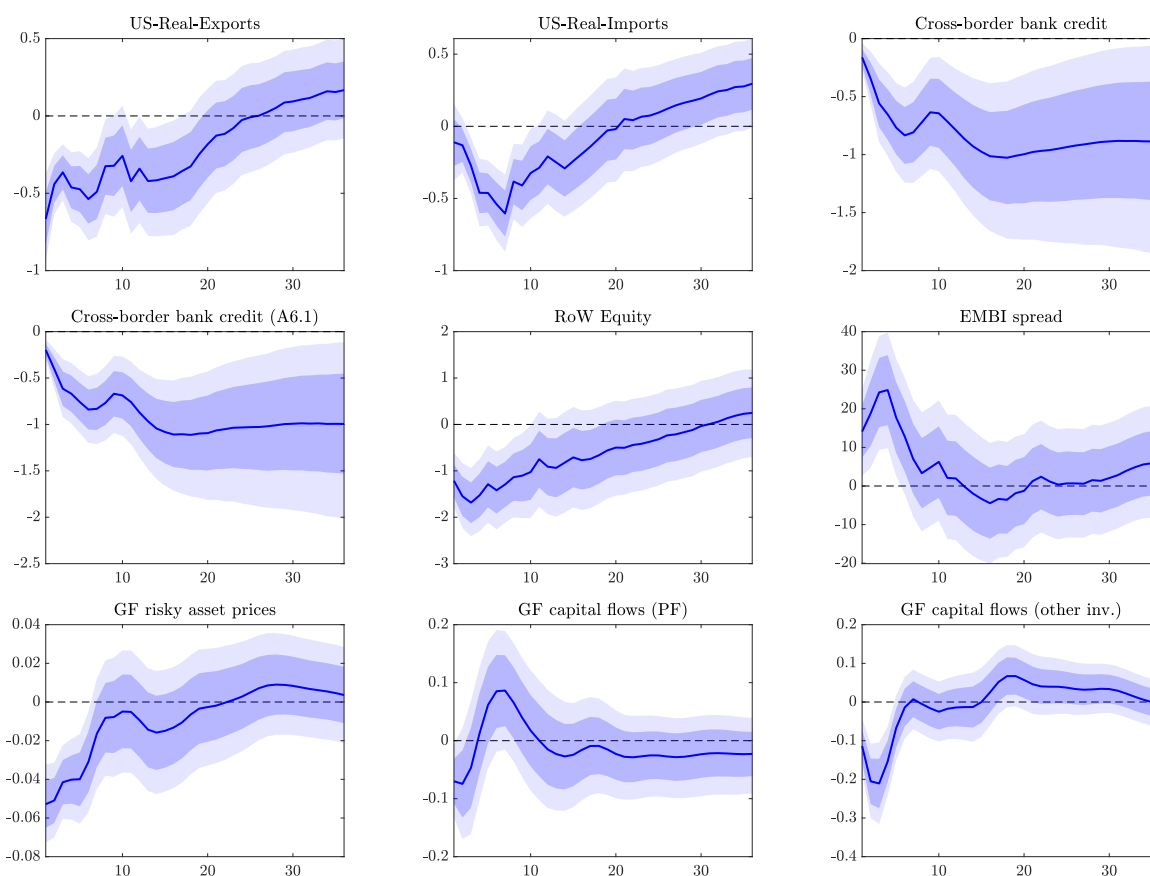 US-Real-Exports
0.5
0
-0.5
-1
10 20 30
US-Real-Imports
0.5
0
-0.5
-1
10 20 30
Cross-border bank credit
0
-0.5
-1
-1.5
-2
10 20 30
Cross-border bank credit (A6.1)
0
-0.5
-1
-1.5
-2
-2.5
10 20 30
RoW Equity
2
1
0
-1
-2
-3
10 20 30
EMBI spread
40
30
20
10
0
-10
-20
10 20 30
GF risky asset prices
0.04
0.02
0
-0.02
-0.04
-0.06
-0.08
10 20 30
GF capital flows (PF)
0.2
0.1
0
-0.1
-0.2
10 20 30
GF capital flows (other inv.)
0.2
0.1
0
-0.1
-0.2
-0.3
-0.4
10 20 30